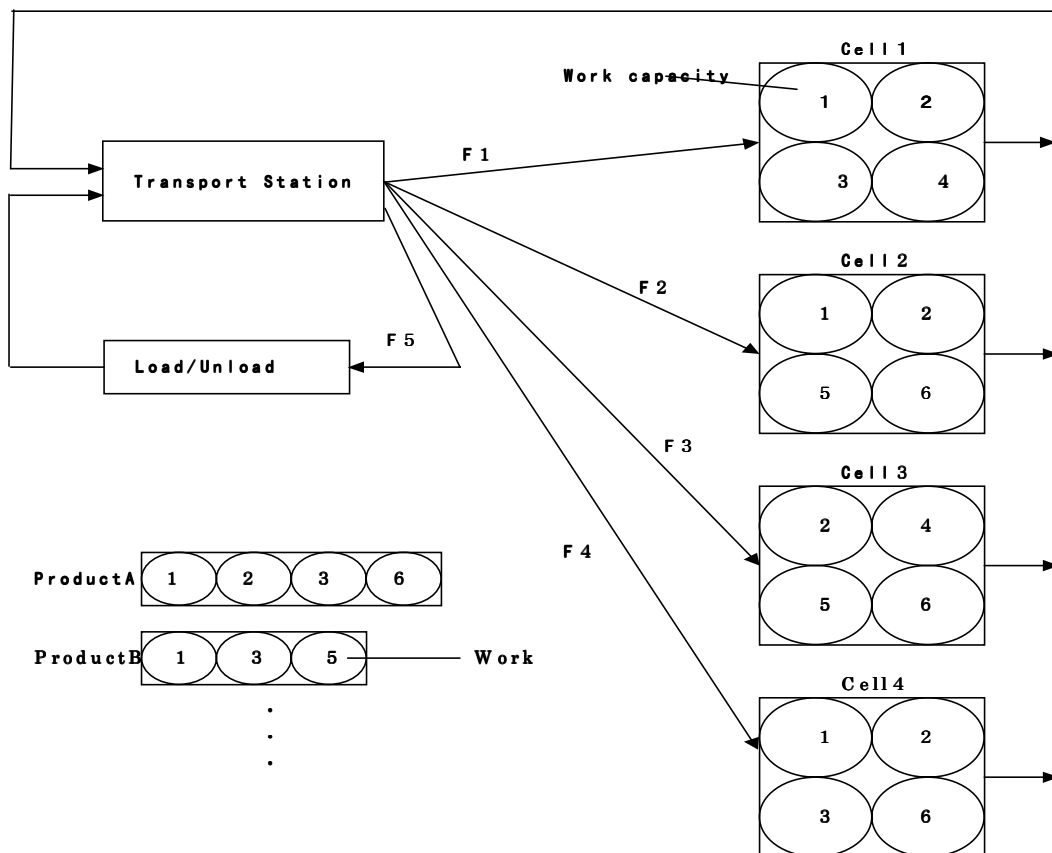 Cell1
Work capacity
1 2
F1
Transport Station
3 4
Cell2
F2
1 2
F5
Load/Unload
5 6
F3
Cell3
2 4
F4
ProductA 1 2 3 6
5 6
ProductB 1 3 5 Work
Cell4
1 2
3 6